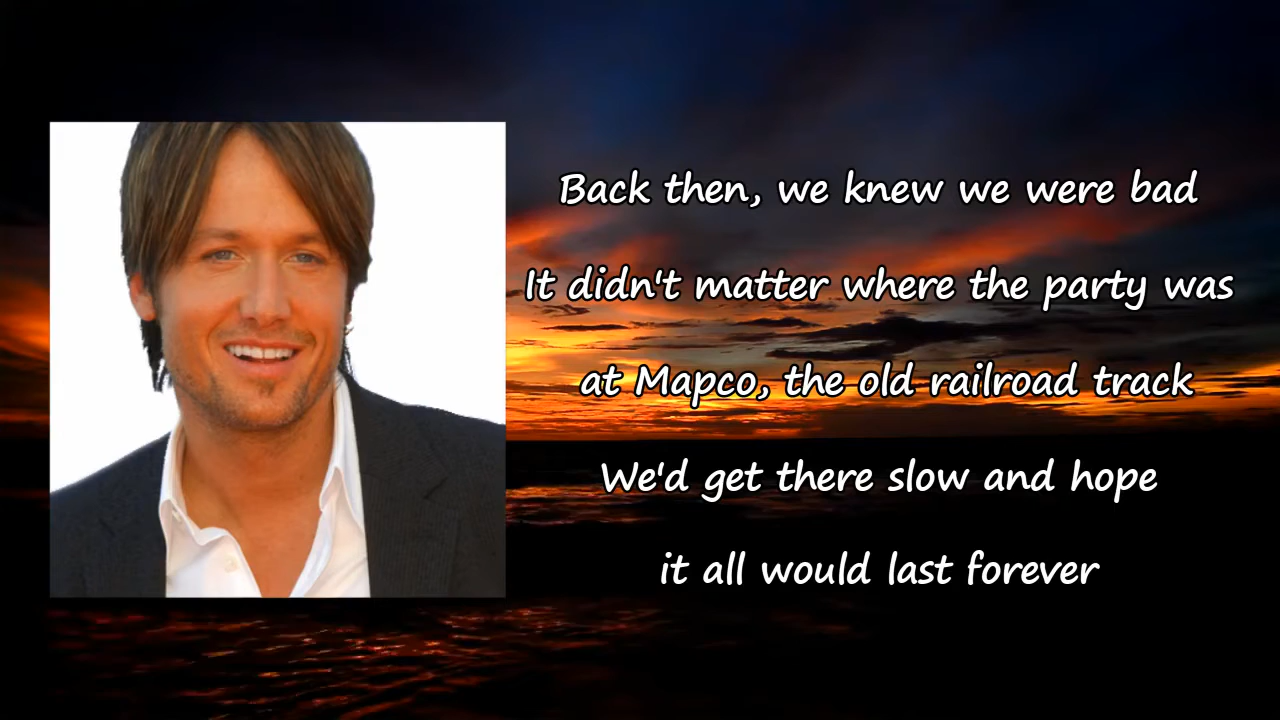 Back then, we knew we were bad
It didn't matter where the party was
at Mapco, the old railroad track
We'd get there slow and hope
it all would last forever